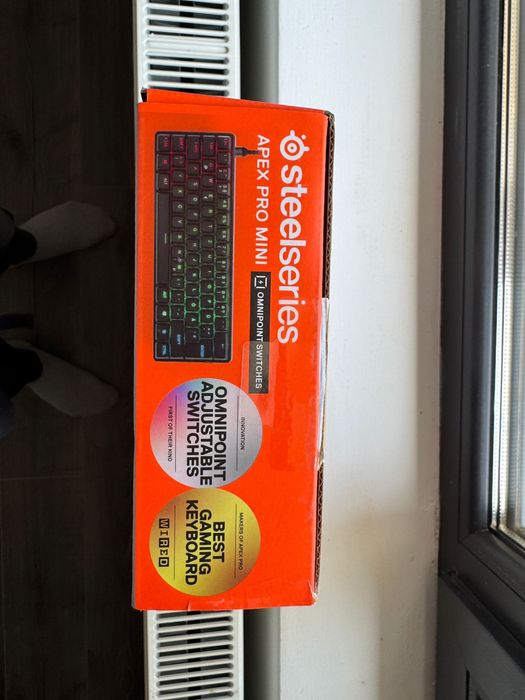 steelseries
APEX PRO MINI
OMNIPOINT SWITCHES
INNOVATION
OMNIPOINT
ADJUSTABLE
SWITCHES
FIRST OF THEIR KIND
MAKERS OF APEX PRO
BEST
GAMING
KEYBOARD
WIRED